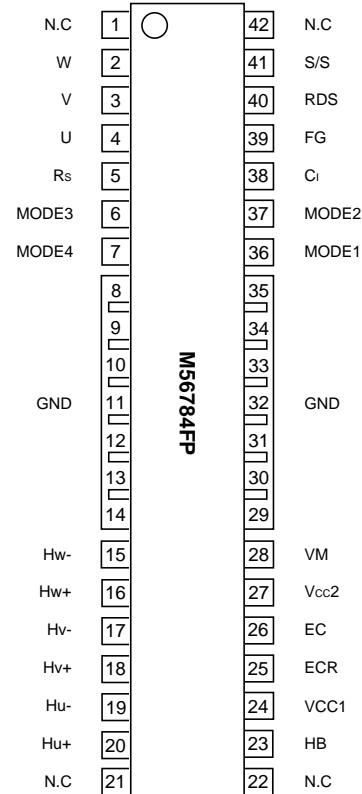 N.C 1 42 N.C
W 2 41 S/S
V 3 40 RDS
U 4 39 FG
Rs 5 38 CI
MODE3 6 37 MODE2
MODE4 7 36 MODE1
8 35
9 34
10 33
GND 11 32 GND
12 31
13 30
14 29
M56784FP
Hw- 15 28 VM
Hw+ 16 27 Vcc2
Hv- 17 26 EC
Hv+ 18 25 ECR
Hu- 19 24 VCC1
Hu+ 20 23 HB
N.C 21 22 N.C